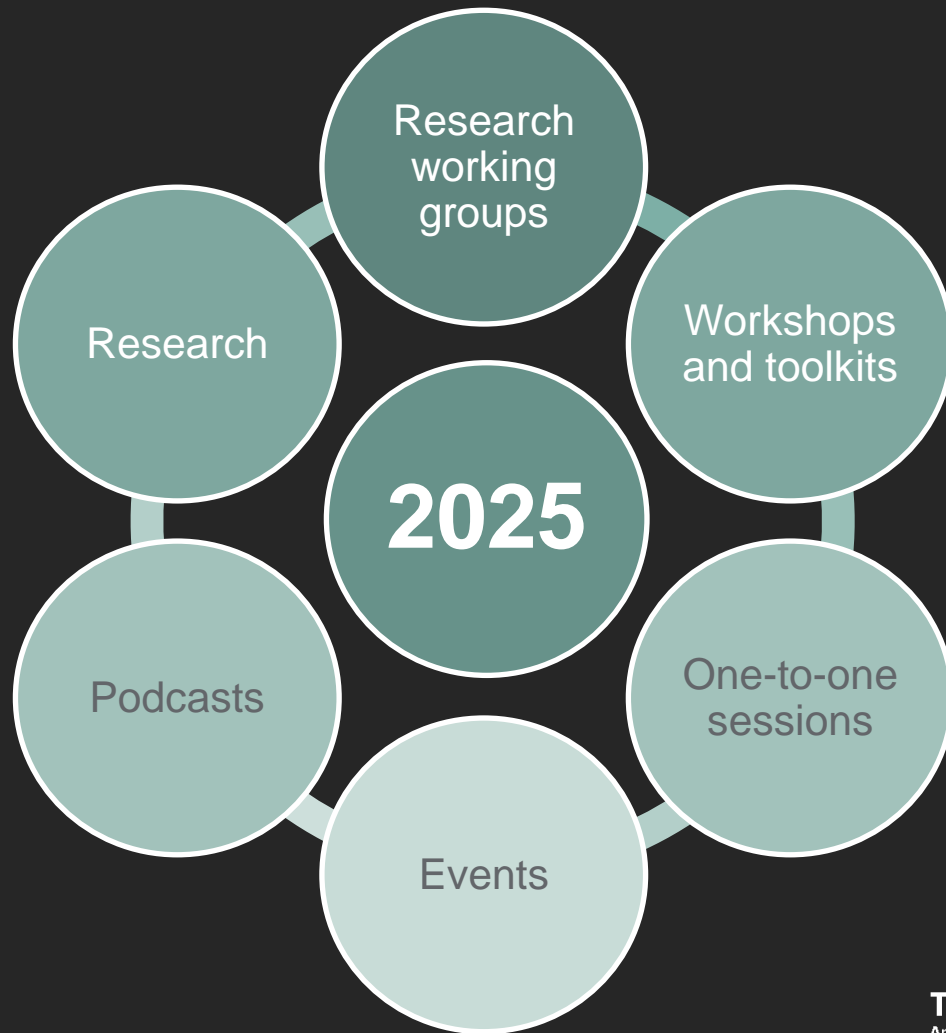 Research
working
groups
Research
Workshops
and toolkits
2025
Podcasts
One-to-one
sessions
Events